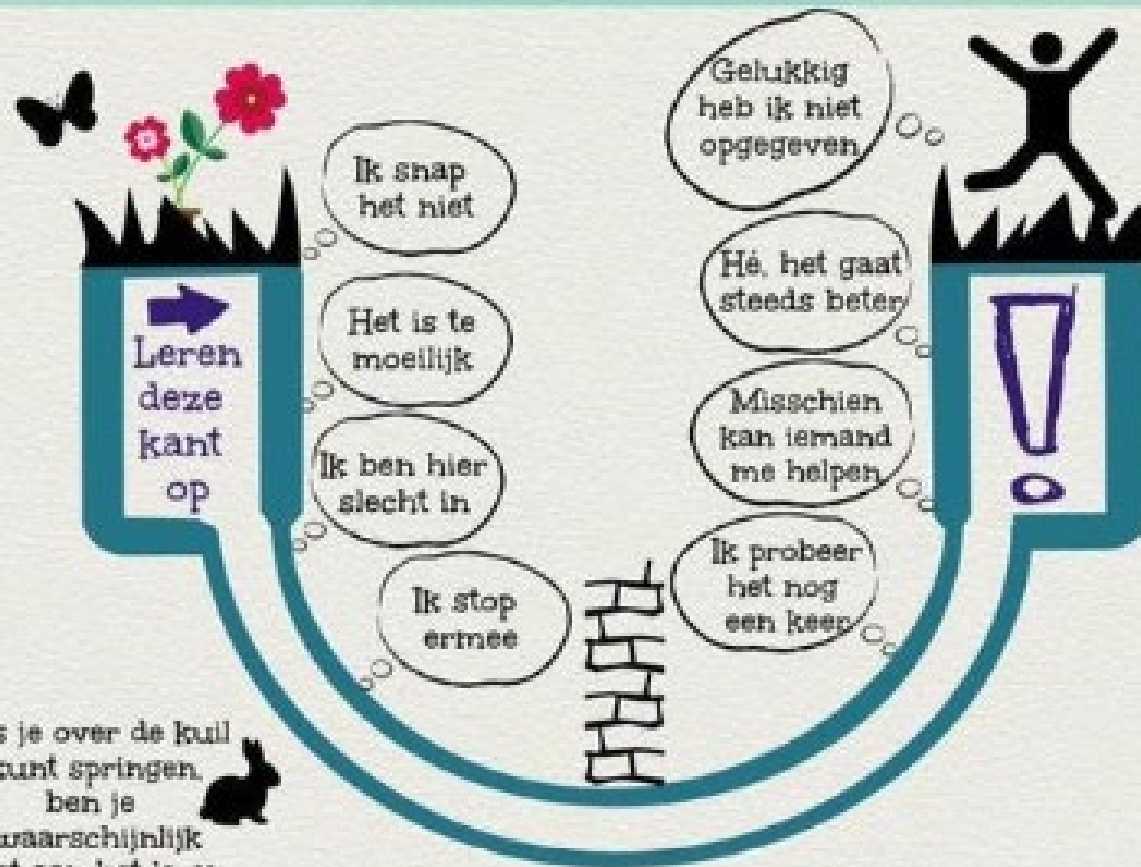 Ik snap
het niet
Het is te
moeilijk
Ik ben hier
slecht in
Ik stop
ermee
Leren
deze
kant
op
Gelukkig
heb ik niet
opgegeven
Hé, het gaat
steeds beter
Misschien
kan iemand
me helpen
Ik probeer
het nog
een keer
!
je over de kuil
kunt springen,
ben je
waarschijnlijk